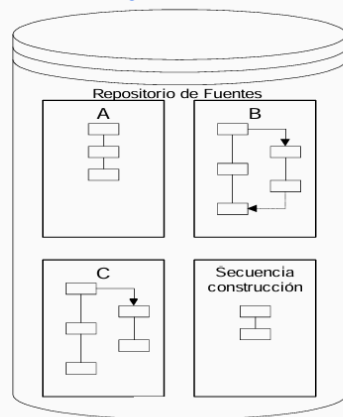 Repositorio de Fuentes
A
B
C
Secuencia
construcción